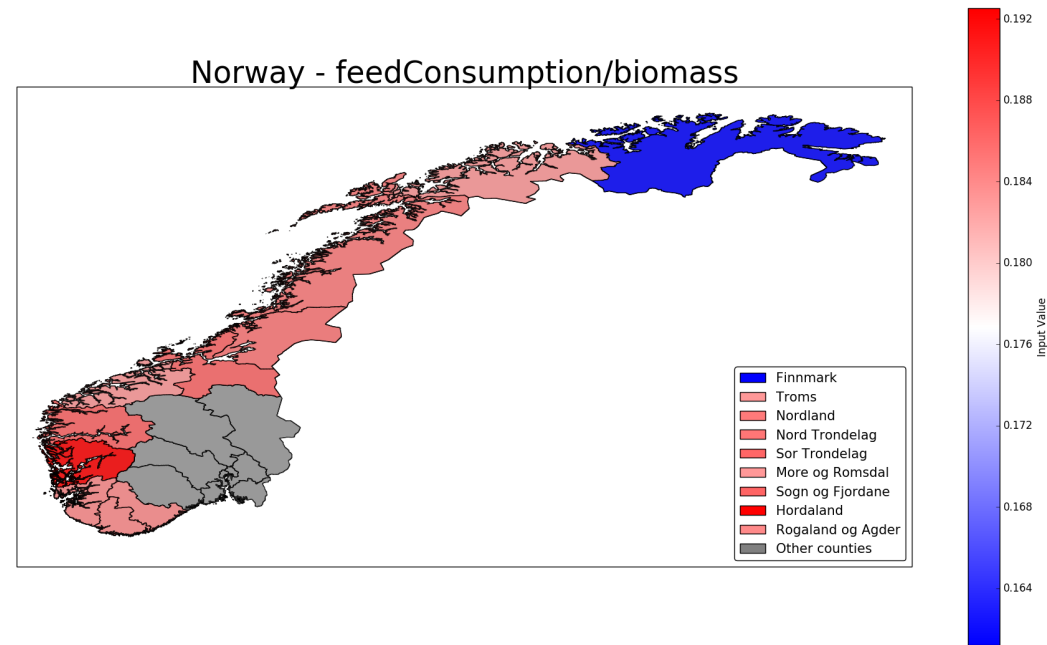 Norway - feedConsumption/biomass
Finnmark
Troms
Nordland
Nord Trondelag
Sor Trondelag
More og Romsdal
Sogn og Fjordane
Hordaland
Rogaland og Agder
Other counties
0.192
0.188
0.184
0.180
0.176
0.172
0.168
0.164
Input Value